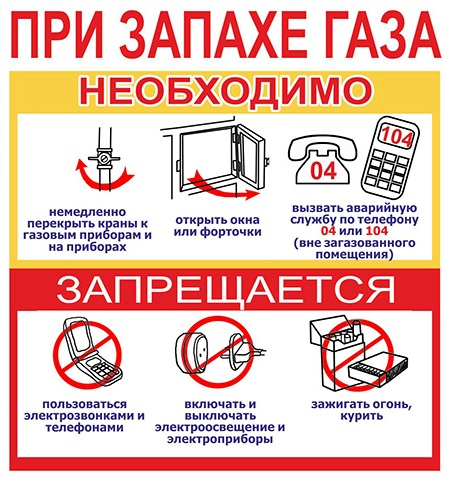 ПРИ ЗАПАХЕ ГАЗА
НЕОБХОДИМО
04
104
немедленно
перекрыть краны к
газовым приборам и
на приборах
открыть окна
или форточки
вызвать аварийную
службу по телефону
04 или 104
(вне загазованного
помещения)
ЗАПРЕЩАЕТСЯ
пользоваться
электрозвонками и
телефонами
включать и
выключать
электроосвещение и
электроприборы
зажигать огонь,
курить